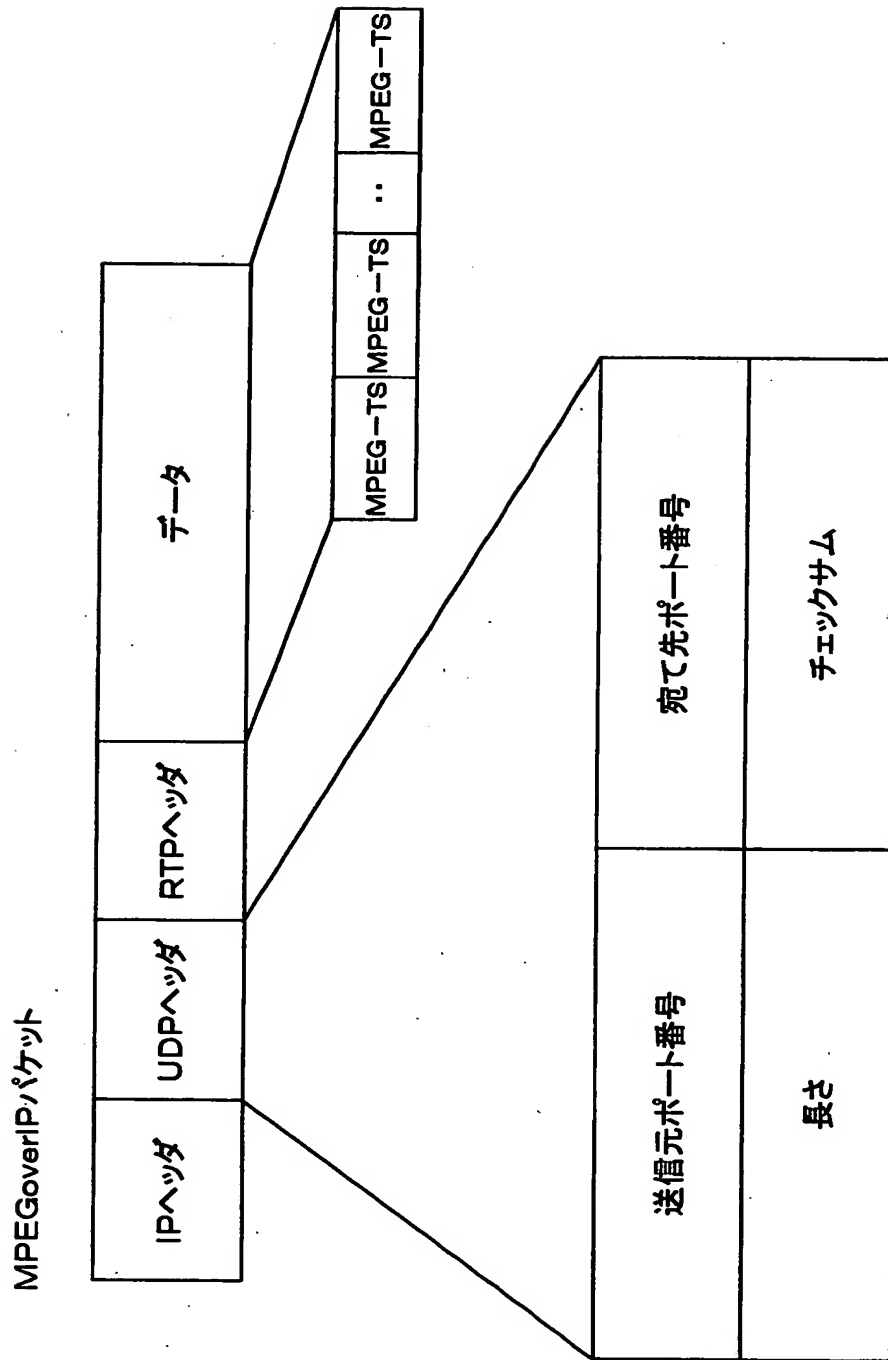 MPEGoverIPパケット
IPヘッダ
UDPヘッダ
RTPヘッダ
データ
MPEG-TS
MPEG-TS
‥
MPEG-TS
送信元ポート番号
宛て先ポート番号
長さ
チェックサム